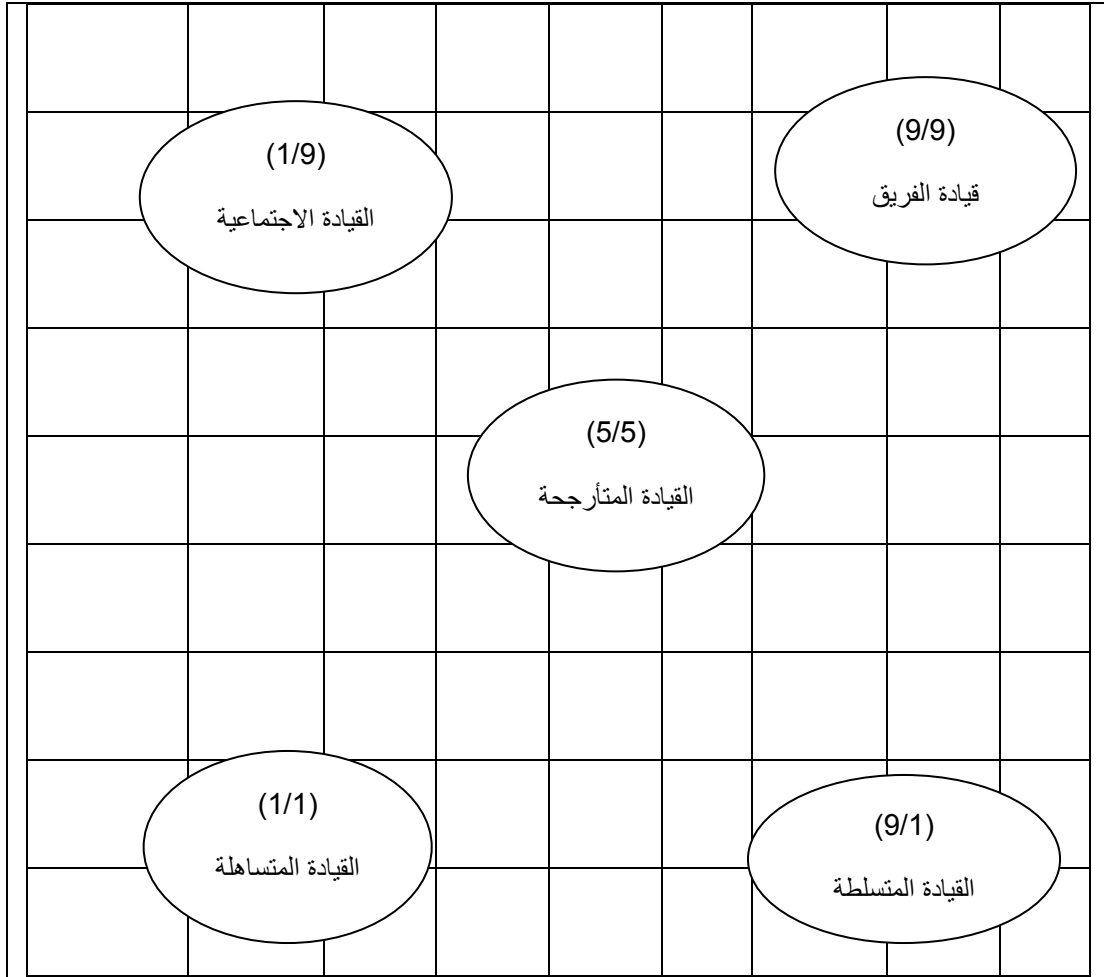 (9/9)
قيادة الفريق
(1/9)
القيادة الاجتماعية
(5/5)
القيادة المتأرجحة
(9/1)
القيادة المتسلطة
(1/1)
القيادة المتساهلة